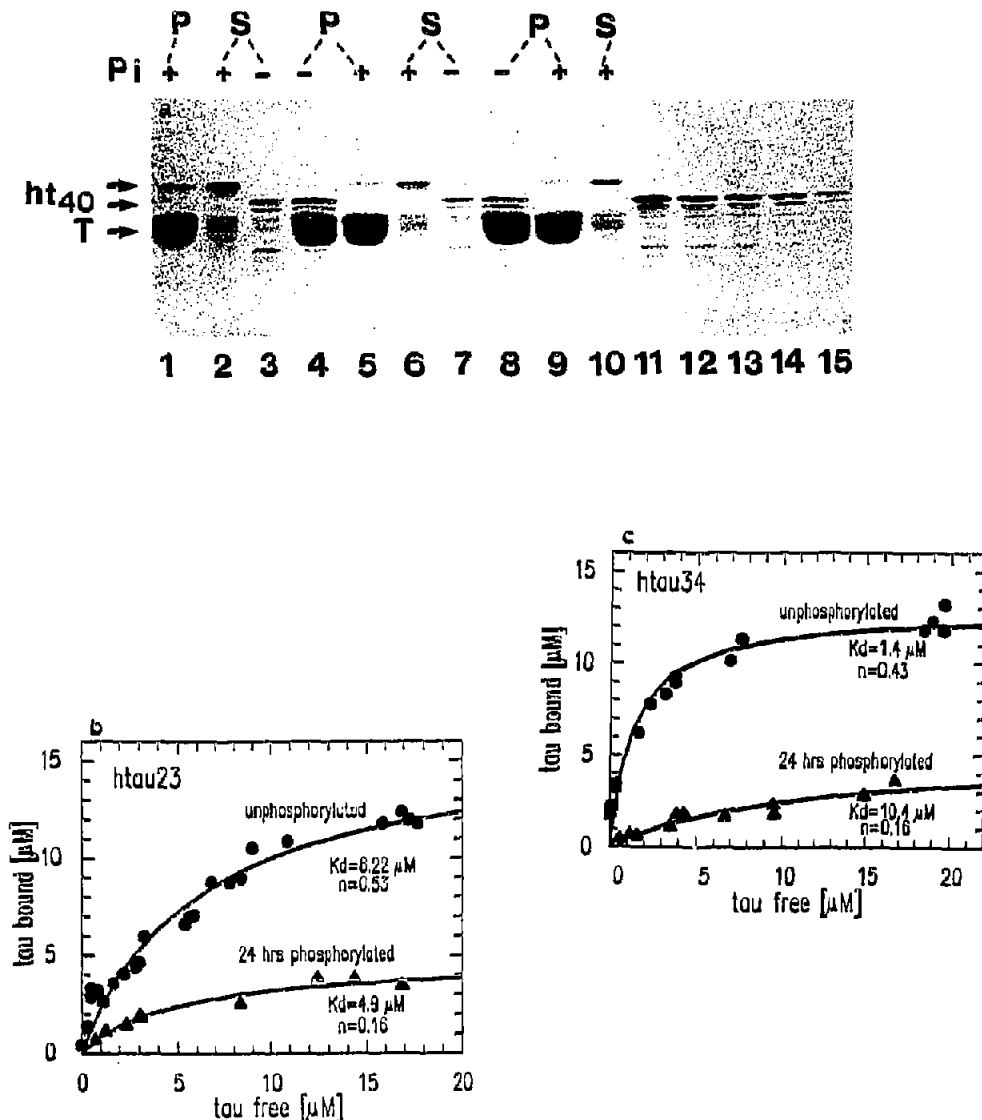 P S P S P S
Pi + + - - + + - - + +
a
ht40
T
1 2 3 4 5 6 7 8 9 10 11 12 13 14 15
c
htau34
unphosphorylated
Kd=1.4 μM
n=0.43
24 hrs phosphorylated
Kd=10.4 μM
n=0.16
tau bound [μM]
15
10
5
0
0 5 10 15 20
tau free [μM]
b
htau23
unphosphorylated
Kd=6.22 μM
n=0.53
24 hrs phosphorylated
Kd=4.9 μM
n=0.16
tau bound [μM]
15
10
5
0
0 5 10 15 20
tau free [μM]